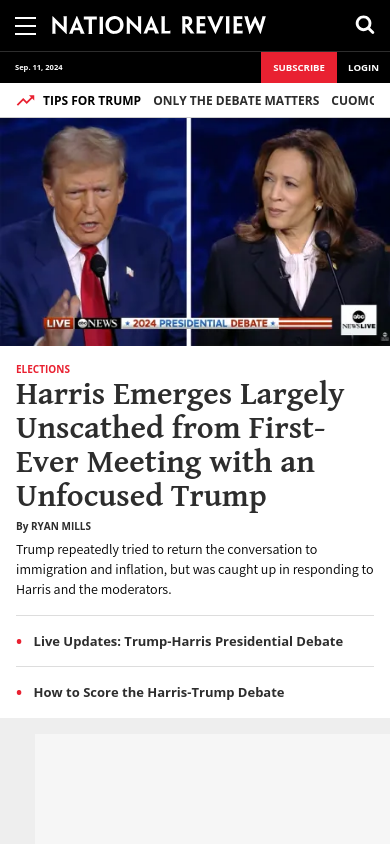 NATIONAL REVIEW
Sep. 11, 2024
SUBSCRIBE
LOGIN
TIPS FOR TRUMP ONLY THE DEBATE MATTERS CUOMO
LIVE abc NEWS ★ 2024 PRESIDENTIAL DEBATE ★
abc
NEWS LIVE
ELECTIONS
Harris Emerges Largely
Unscathed from First-
Ever Meeting with an
Unfocused Trump
By RYAN MILLS
Trump repeatedly tried to return the conversation to
immigration and inflation, but was caught up in responding to
Harris and the moderators.
• Live Updates: Trump-Harris Presidential Debate
• How to Score the Harris-Trump Debate